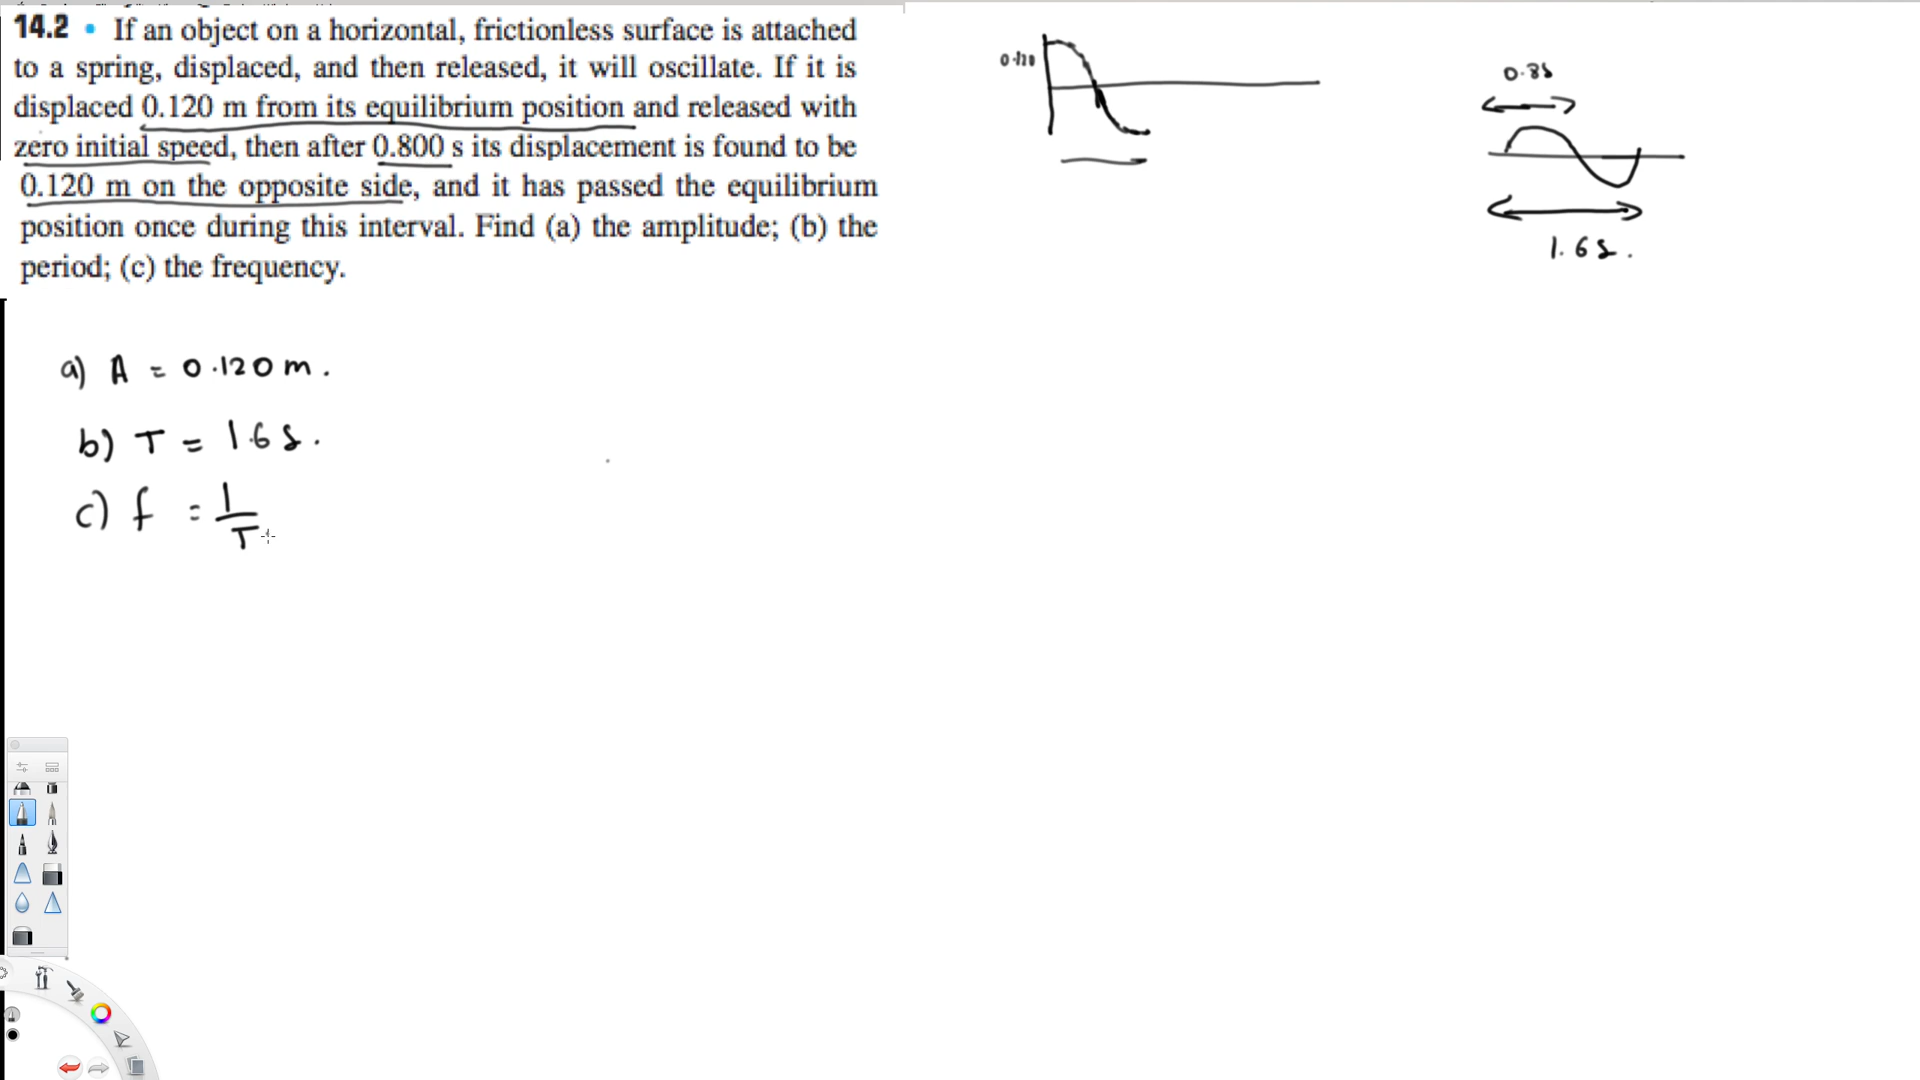 14.2 • If an object on a horizontal, frictionless surface is attached
to a spring, displaced, and then released, it will oscillate. If it is
displaced 0.120 m from its equilibrium position and released with
zero initial speed, then after 0.800 s its displacement is found to be
0.120 m on the opposite side, and it has passed the equilibrium
position once during this interval. Find (a) the amplitude; (b) the
period; (c) the frequency.
0.8s
1.6 s.
a) A = 0.120 m.
b) T = 1.6 s.
c) f = 1/T